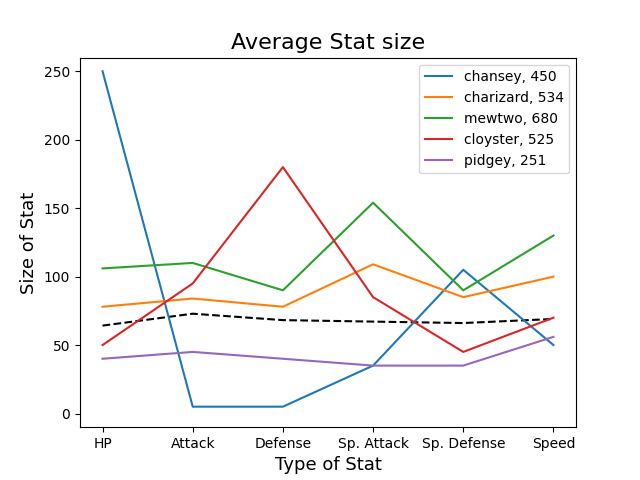 Average Stat size
Size of Stat
250
200
150
100
50
0
chansey, 450
charizard, 534
mewtwo, 680
cloyster, 525
pidgey, 251
HP Attack Defense Sp. Attack Sp. Defense Speed
Type of Stat